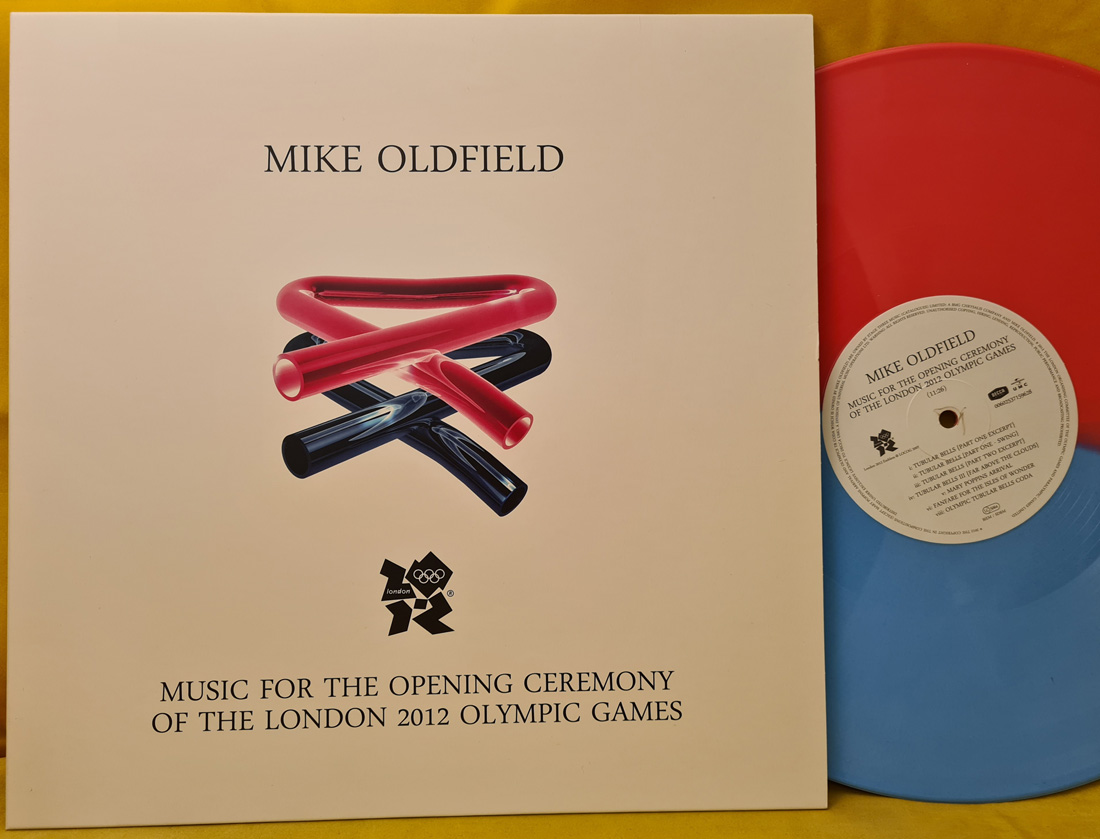 MIKE OLDFIELD
london
®
MUSIC FOR THE OPENING CEREMONY
OF THE LONDON 2012 OLYMPIC GAMES
MIKE OLDFIELD
MUSIC FOR THE OPENING CEREMONY
OF THE LONDON 2012 OLYMPIC GAMES
(11:26)
DECCA
i: TUBULAR BELLS [PART ONE EXCERPT]
ii: TUBULAR BELLS [PART ONE - SWING]
iii: TUBULAR BELLS [PART TWO EXCERPT]
iv: TUBULAR BELLS III [FAR ABOVE THE CLOUDS]
v: MARY POPPINS ARRIVAL
vi: FANFARE FOR THE ISLES OF WONDER
OLYMPIC TUBULAR BELLS CODA